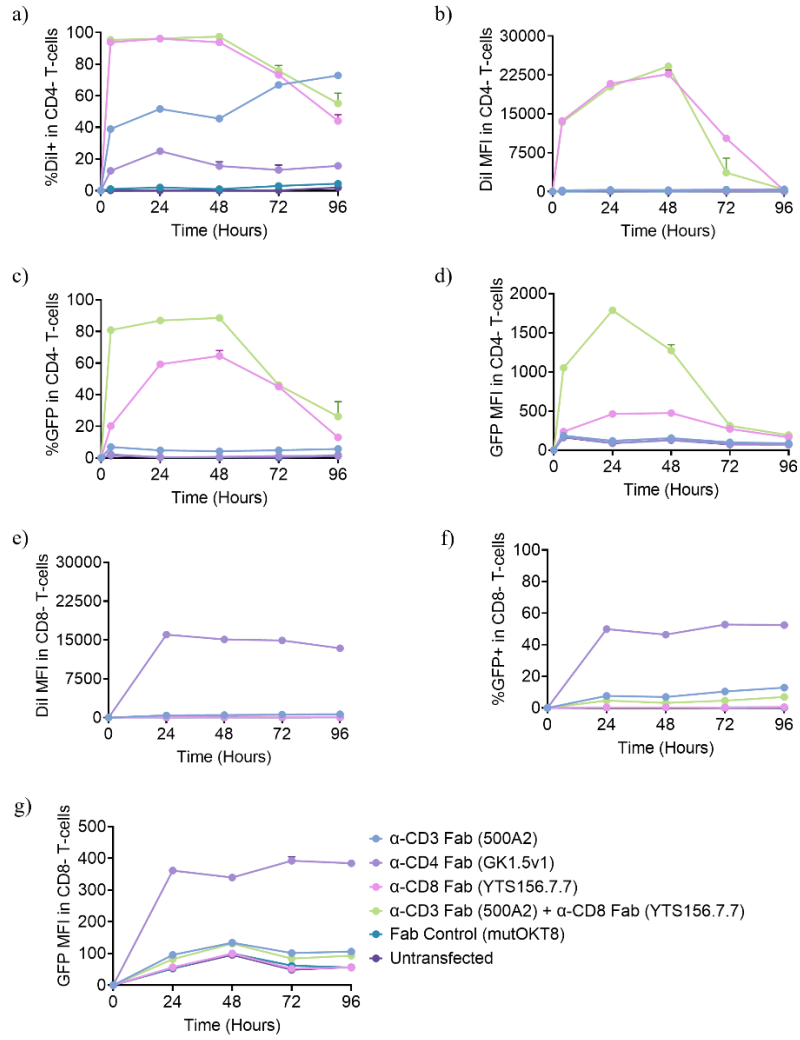 a)
%DiI+ in CD4- T-cells
100
80
60
40
20
0
0 24 48 72 96
Time (Hours)
b)
DiI MFI in CD4- T-cells
30000
22500
15000
7500
0
0 24 48 72 96
Time (Hours)
c)
%GFP in CD4- T-cells
100
80
60
40
20
0
0 24 48 72 96
Time (Hours)
d)
GFP MFI in CD4- T-cells
2000
1500
1000
500
0
0 24 48 72 96
Time (Hours)
e)
DiI MFI in CD8- T-cells
30000
22500
15000
7500
0
0 24 48 72 96
Time (Hours)
f)
%GFP+ in CD8- T-cells
100
80
60
40
20
0
0 24 48 72 96
Time (Hours)
g)
GFP MFI in CD8- T-cells
500
400
300
200
100
0
0 24 48 72 96
Time (Hours)
α-CD3 Fab (500A2)
α-CD4 Fab (GK1.5v1)
α-CD8 Fab (YTS156.7.7)
α-CD3 Fab (500A2) + α-CD8 Fab (YTS156.7.7)
Fab Control (mutOKT8)
Untransfected